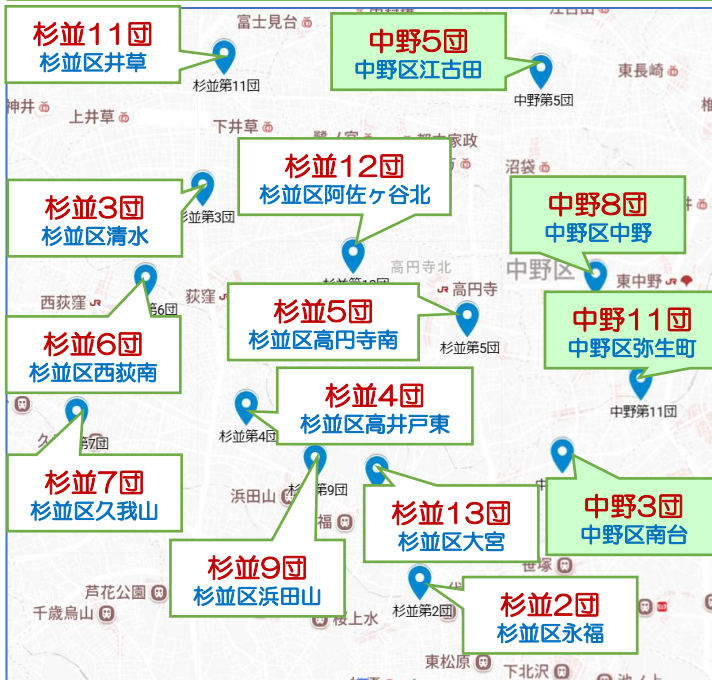 富士見台
杉並11団
杉並区井草
杉並第11団
中野5団
中野区江古田
中野第5団
東長崎
上井草
下井草
沼袋
杉並12団
杉並区阿佐ヶ谷北
杉並3団
杉並区清水
杉並第3団
中野8団
中野区中野
高円寺北
中野区
東中野
西荻窪
荻窪
高円寺
第6団
杉並5団
杉並区高円寺南
杉並第5団
中野11団
中野区弥生町
中野第11団
杉並6団
杉並区西荻南
杉並4団
杉並区高井戸東
杉並第4団
第7団
杉並7団
杉並区久我山
浜田山
第9団
杉並13団
杉並区大宮
中野3団
中野区南台
杉並9団
杉並区浜田山
笹塚
芦花公園
千歳烏山
桜上水
杉並第2団
杉並2団
杉並区永福
東松原
下北沢